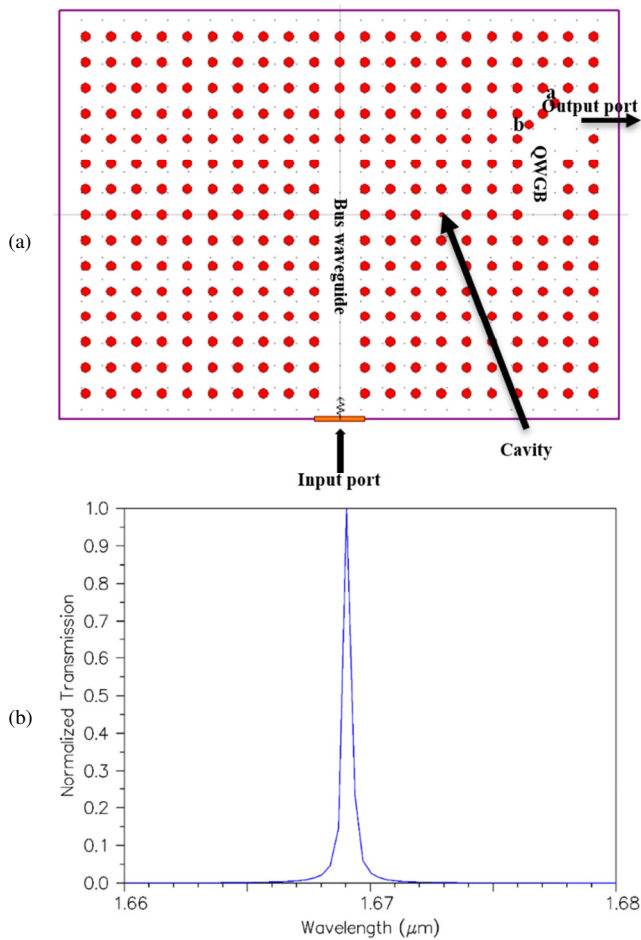 a
Output port
b
QWGB
(a)
Bus waveguide
Cavity
Input port
(b)
Normalized Transmission
1.0
0.9
0.8
0.7
0.6
0.5
0.4
0.3
0.2
0.1
0.0
1.66
1.67
1.68
Wavelength (μm)